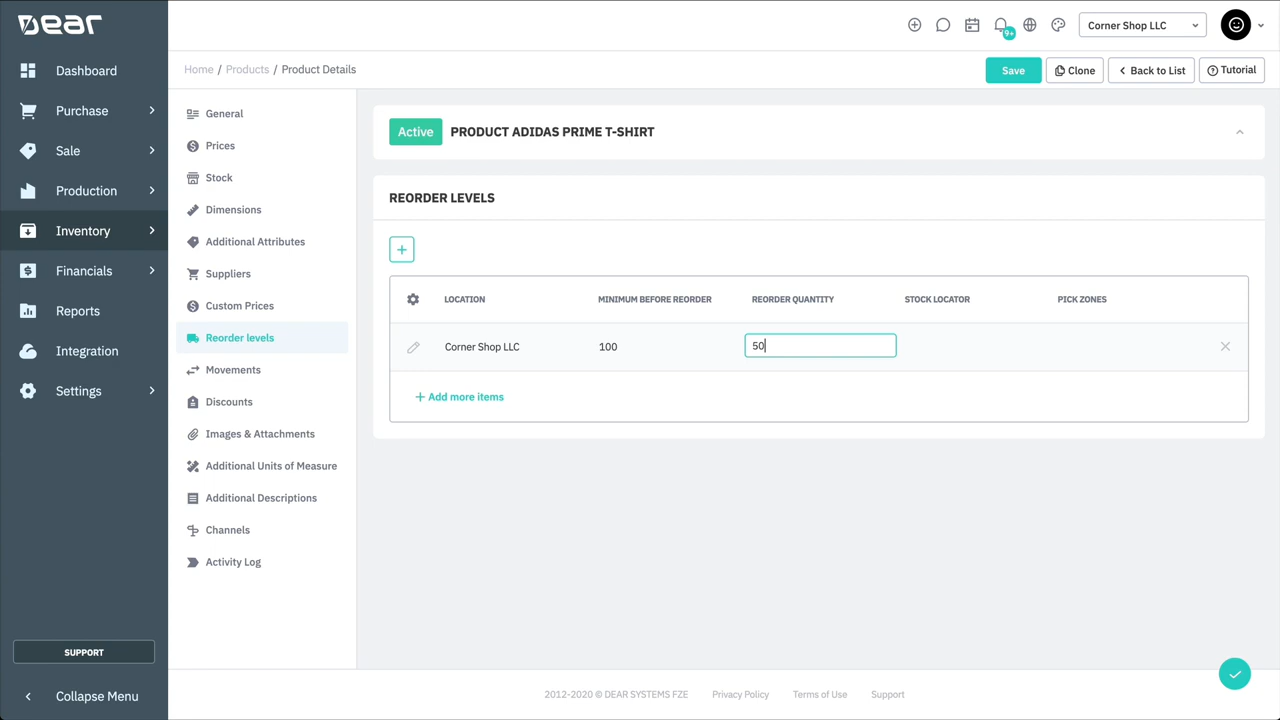 DEAR
Dashboard
Purchase
Sale
Production
Inventory
Financials
Reports
Integration
Settings
SUPPORT
Collapse Menu
9+
Corner Shop LLC
Home / Products / Product Details
Save
Clone
Back to List
Tutorial
General
Prices
Stock
Dimensions
Additional Attributes
Suppliers
Custom Prices
Reorder levels
Movements
Discounts
Images & Attachments
Additional Units of Measure
Additional Descriptions
Channels
Activity Log
Active PRODUCT ADIDAS PRIME T-SHIRT
REORDER LEVELS
+
LOCATION MINIMUM BEFORE REORDER REORDER QUANTITY STOCK LOCATOR PICK ZONES
Corner Shop LLC 100 50
+ Add more items
2012-2020 © DEAR SYSTEMS FZE Privacy Policy Terms of Use Support